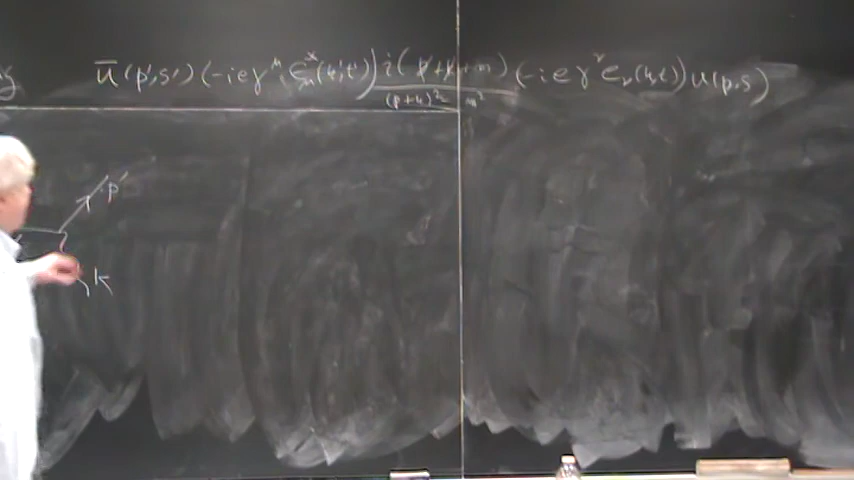 ū(p',s')(-ieγ^μ ε*_μ(k',t')) i(p̸+k̸+m)/((p+k)²-m²) (-ieγ^ν ε_ν(k,t)) u(p,s)
p'
k